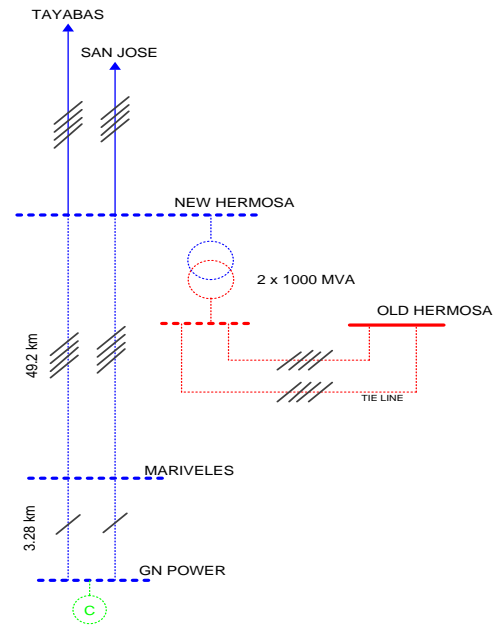 TAYABAS
SAN JOSE
NEW HERMOSA
2 x 1000 MVA
OLD HERMOSA
49.2 km
TIE LINE
MARIVELES
3.28 km
GN POWER
C